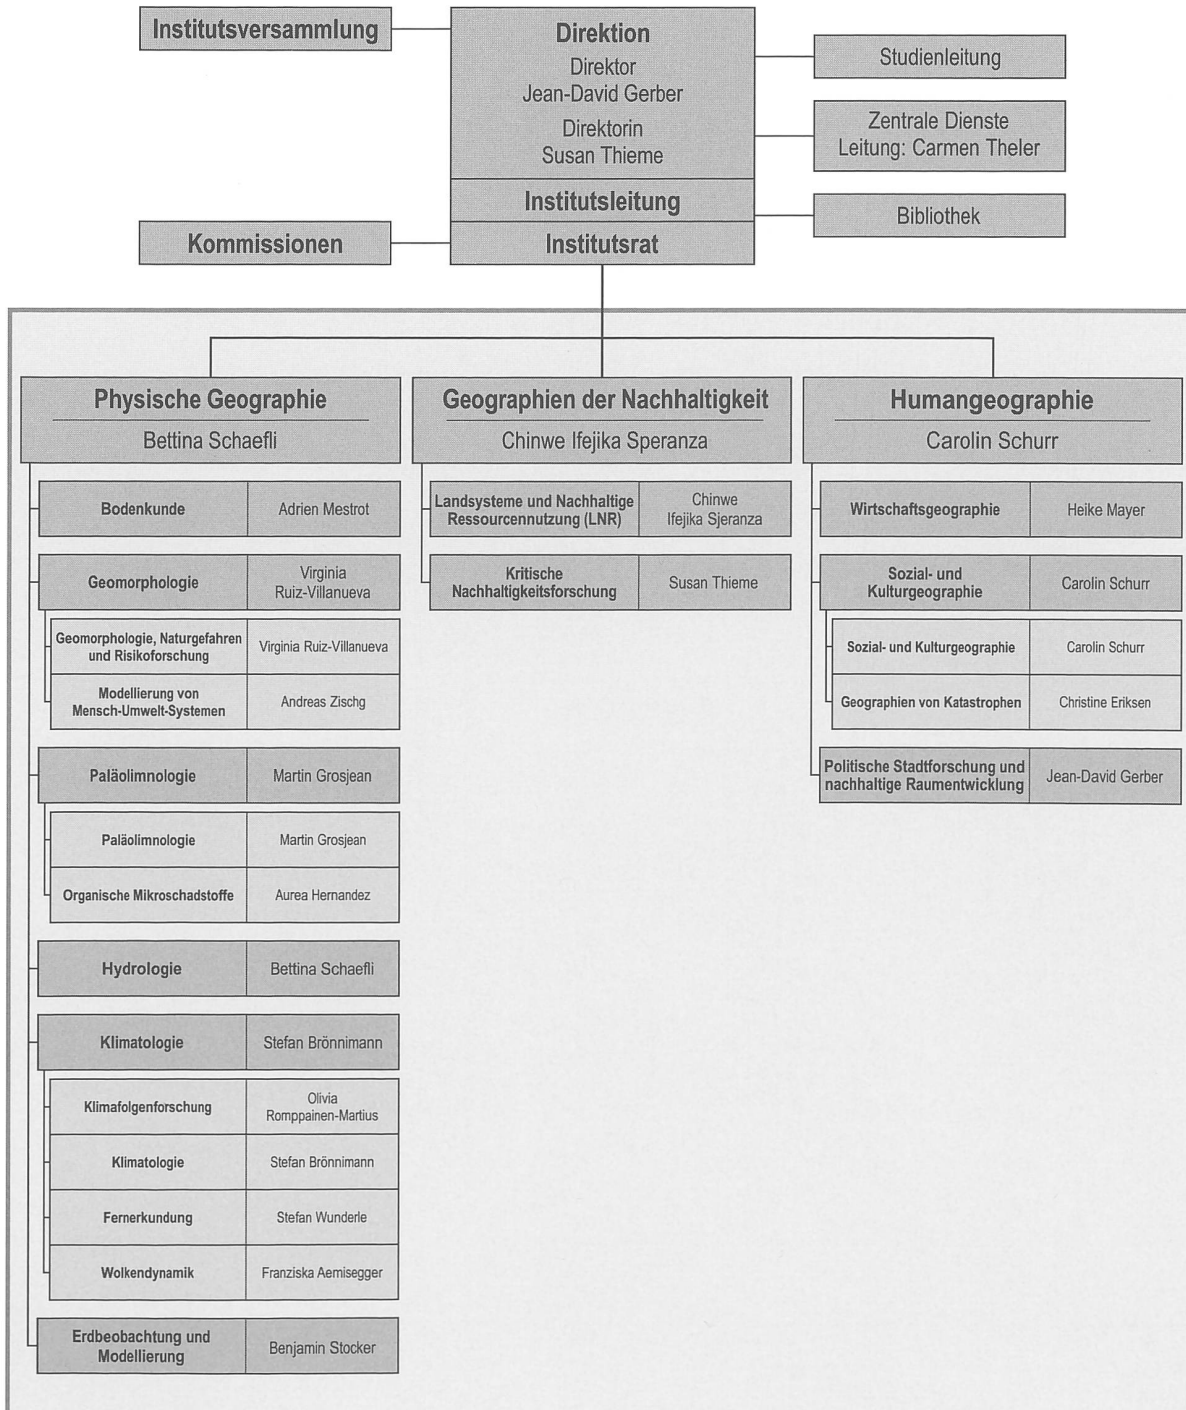 Institutsversammlung
Direktion
Direktor
Jean-David Gerber
Direktorin
Susan Thieme
Institutsleitung
Institutsrat
Kommissionen
Studienleitung
Zentrale Dienste
Leitung: Carmen Theler
Bibliothek
Physische Geographie
Bettina Schaefli
Bodenkunde
Adrien Mestrot
Geomorphologie
Virginia
Ruiz-Villanueva
Geomorphologie, Naturgefahren
und Risikoforschung
Virginia Ruiz-Villanueva
Modellierung von
Mensch-Umwelt-Systemen
Andreas Zischg
Paläolimnologie
Martin Grosjean
Paläolimnologie
Martin Grosjean
Organische Mikroschadstoffe
Aurea Hernandez
Hydrologie
Bettina Schaefli
Klimatologie
Stefan Brönnimann
Klimafolgenforschung
Olivia
Romppainen-Martius
Klimatologie
Stefan Brönnimann
Fernerkundung
Stefan Wunderle
Wolkendynamik
Franziska Aemisegger
Erdbeobachtung und
Modellierung
Benjamin Stocker
Geographien der Nachhaltigkeit
Chinwe Ifejika Speranza
Landsysteme und Nachhaltige
Ressourcennutzung (LNR)
Chinwe
Ifejika Sjeranza
Kritische
Nachhaltigkeitsforschung
Susan Thieme
Humangeographie
Carolin Schurr
Wirtschaftsgeographie
Heike Mayer
Sozial- und
Kulturgeographie
Carolin Schurr
Sozial- und Kulturgeographie
Carolin Schurr
Geographien von Katastrophen
Christine Eriksen
Politische Stadtforschung und
nachhaltige Raumentwicklung
Jean-David Gerber